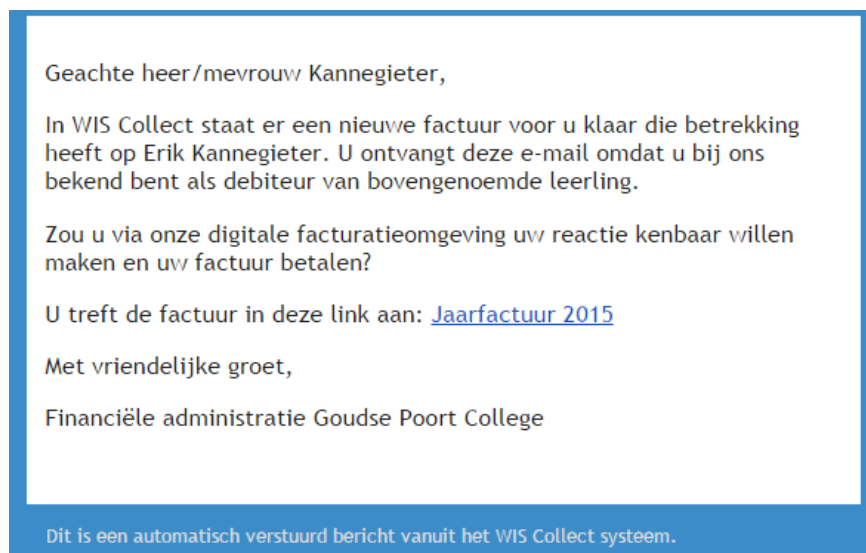 Geachte heer/mevrouw Kannegieter,
In WIS Collect staat er een nieuwe factuur voor u klaar die betrekking
heeft op Erik Kannegieter. U ontvangt deze e-mail omdat u bij ons
bekend bent als debiteur van bovengenoemde leerling.
Zou u via onze digitale facturatieomgeving uw reactie kenbaar willen
maken en uw factuur betalen?
U treft de factuur in deze link aan: Jaarfactuur 2015
Met vriendelijke groet,
Financiële administratie Goudse Poort College
Dit is een automatisch verstuurd bericht vanuit het WIS Collect systeem.